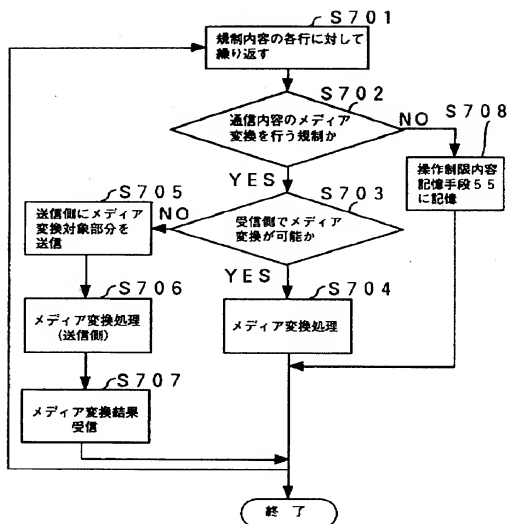 S701
規制内容の各行に対して
繰り返す
S702
通信内容のメディア
変換を行う規制か
NO
S708
操作制限内容
記憶手段55
に記憶
YES
S703
受信側でメディア
変換が可能か
NO
S705
送信側にメディア
変換対象部分を
送信
YES
S704
メディア変換処理
S706
メディア変換処理
(送信側)
S707
メディア変換結果
受信
終了